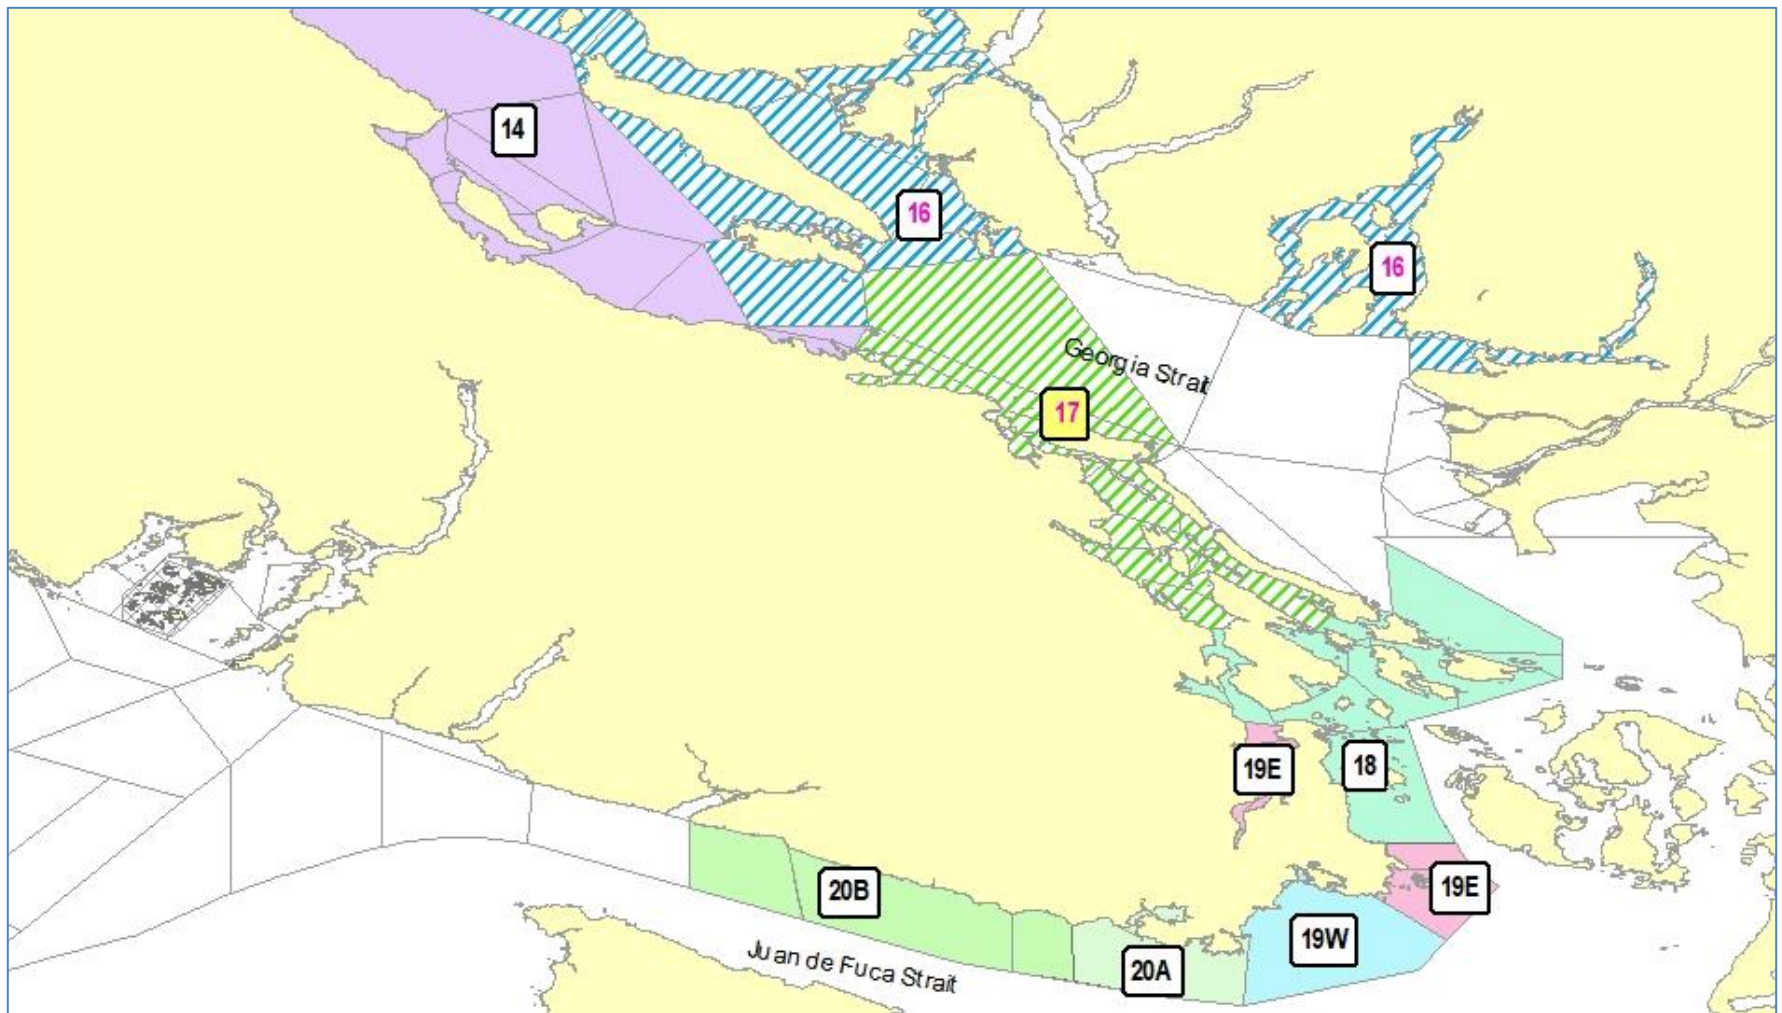 14
16
16
Georgia Strait
17
19E
18
20B
19E
19W
Juan de Fuca Strait
20A